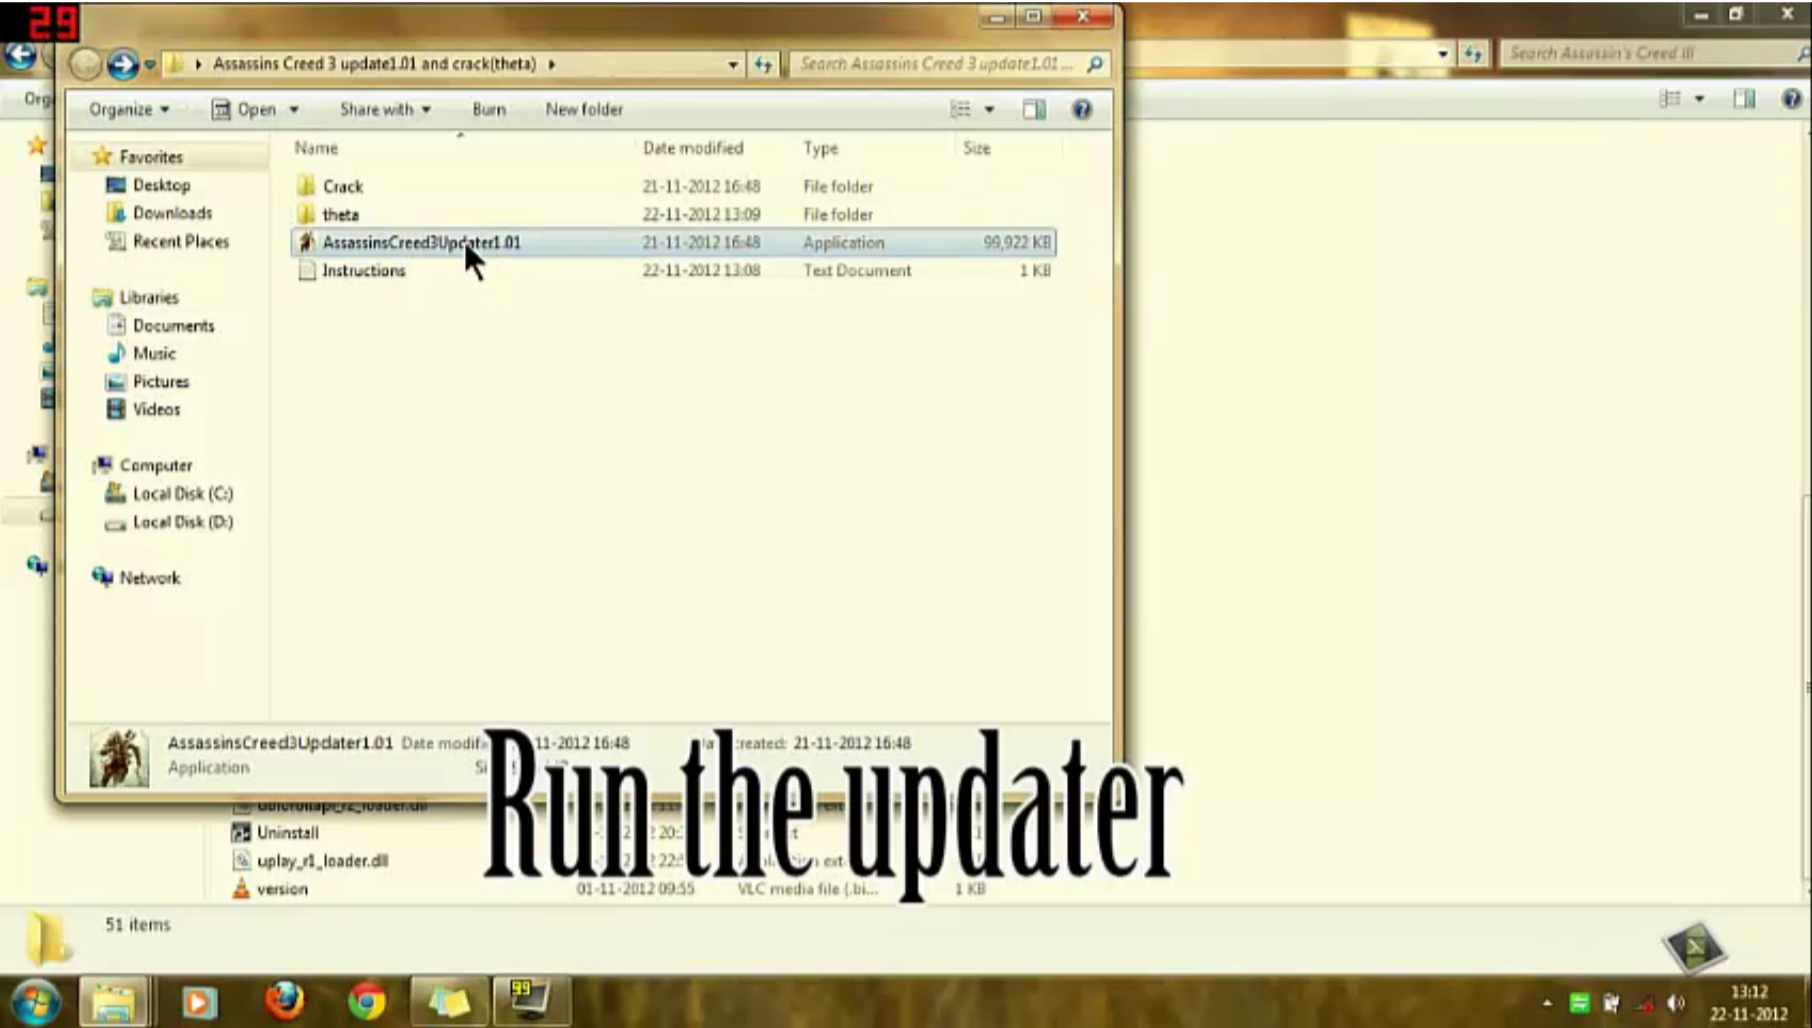 29
Assassins Creed 3 update1.01 and crack(theta)
Search Assassins Creed 3 update1.01 ...
Search Assassin's Creed III
Organize
Open
Share with
Burn
New folder
Name
Date modified
Type
Size
Favorites
Desktop
Downloads
Recent Places
Libraries
Documents
Music
Pictures
Videos
Computer
Local Disk (C:)
Local Disk (D:)
Network
Crack 21-11-2012 16:48 File folder
theta 22-11-2012 13:09 File folder
AssassinsCreed3Updater1.01 21-11-2012 16:48 Application 99,922 KB
Instructions 22-11-2012 13:08 Text Document 1 KB
AssassinsCreed3Updater1.01 Date modif 11-2012 16:48 created: 21-11-2012 16:48
Application
Run the updater
Uninstall
uplay_r1_loader.dll
version 01-11-2012 09:55 VLC media file (.bi... 1 KB
51 items
99
13:12
22-11-2012